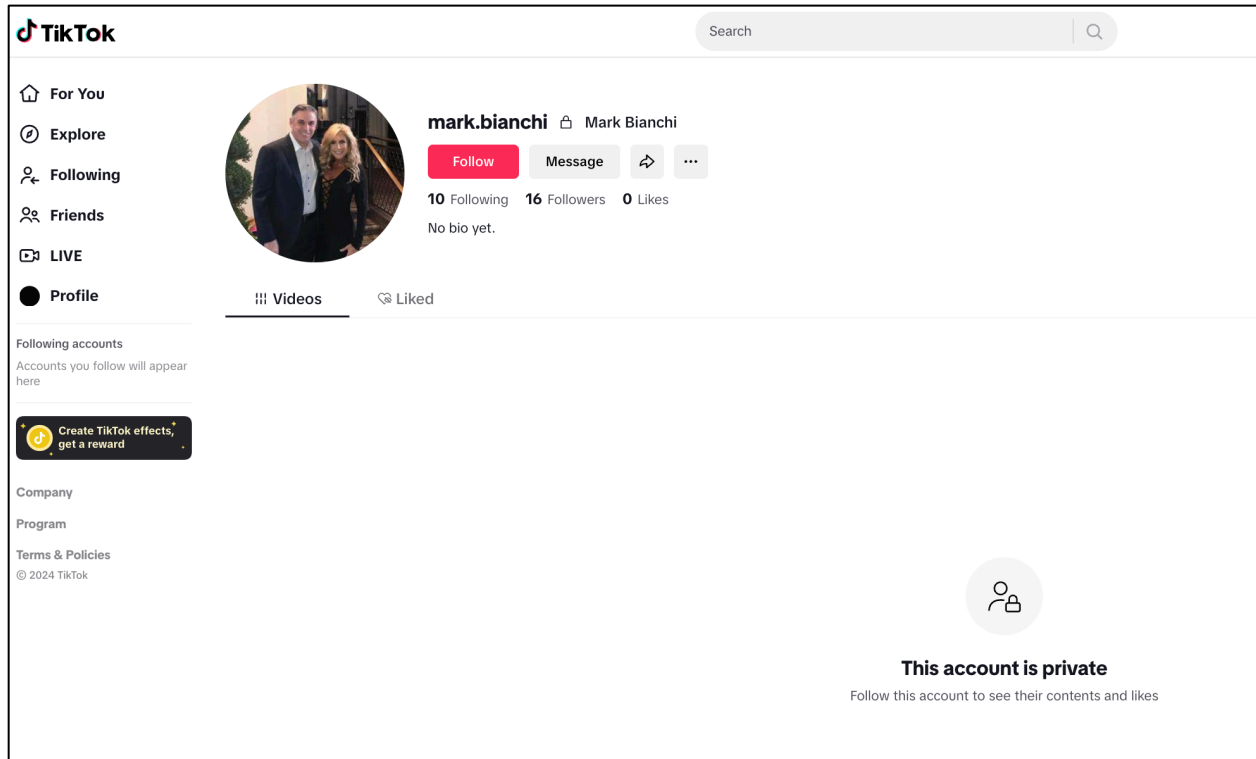 TikTok
Search
For You
Explore
Following
Friends
LIVE
Profile
Following accounts
Accounts you follow will appear
here
Create TikTok effects,
get a reward
Company
Program
Terms & Policies
© 2024 TikTok
mark.bianchi Mark Bianchi
Follow Message ...
10 Following 16 Followers 0 Likes
No bio yet.
Videos Liked
This account is private
Follow this account to see their contents and likes